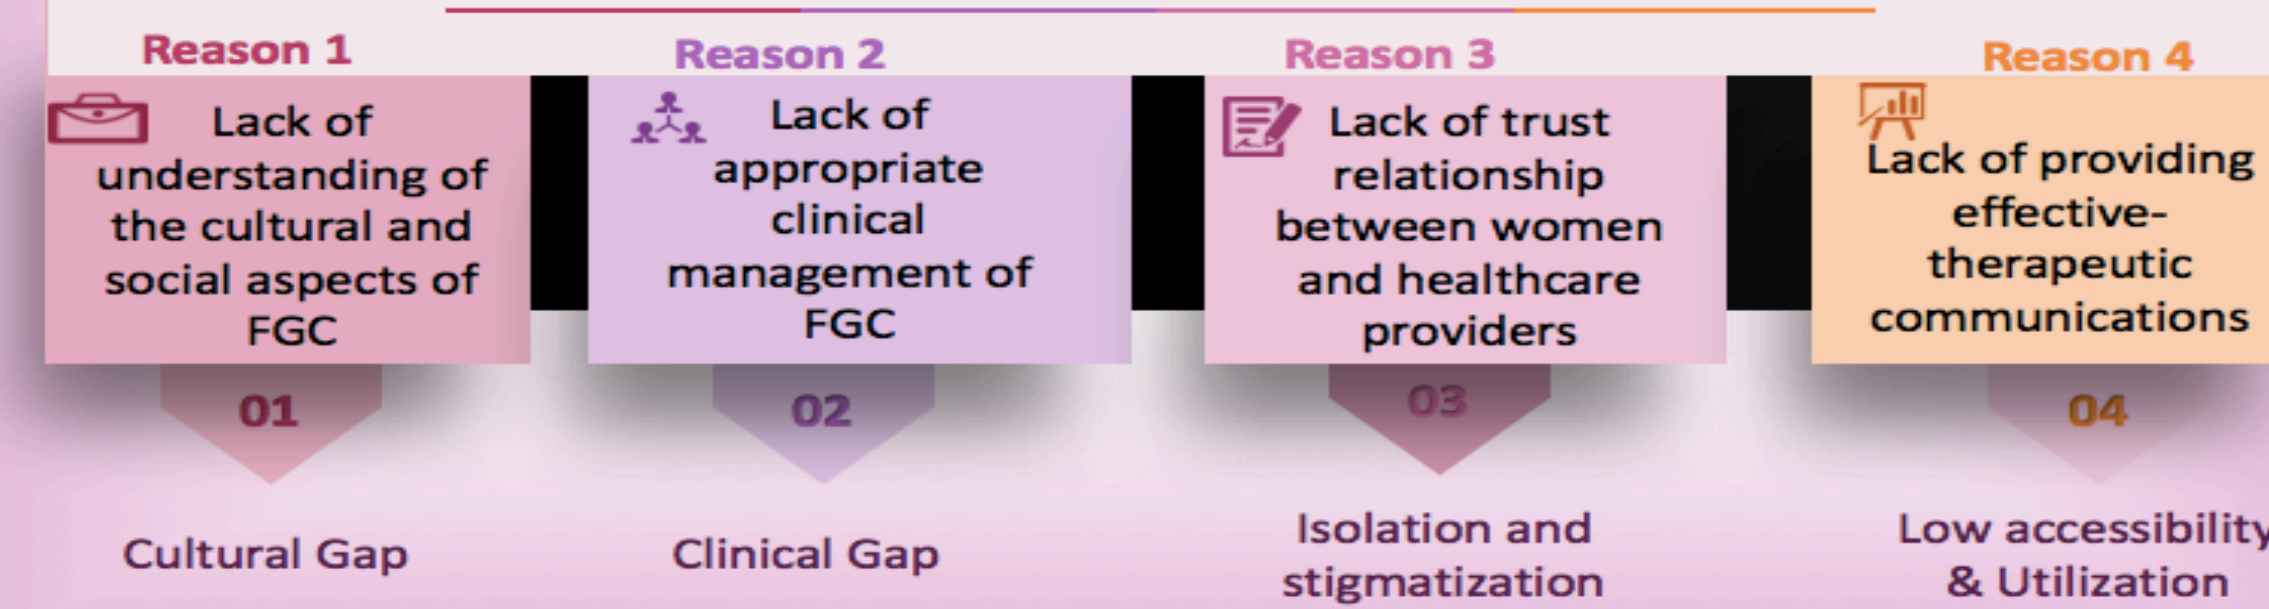 Reason 1
Lack of
understanding of
the cultural and
social aspects of
FGC
01
Cultural Gap
Reason 2
Lack of
appropriate
clinical
management of
FGC
02
Clinical Gap
Reason 3
Lack of trust
relationship
between women
and healthcare
providers
03
Isolation and
stigmatization
Reason 4
Lack of providing
effective-
therapeutic
communications
04
Low accessibility
& Utilization